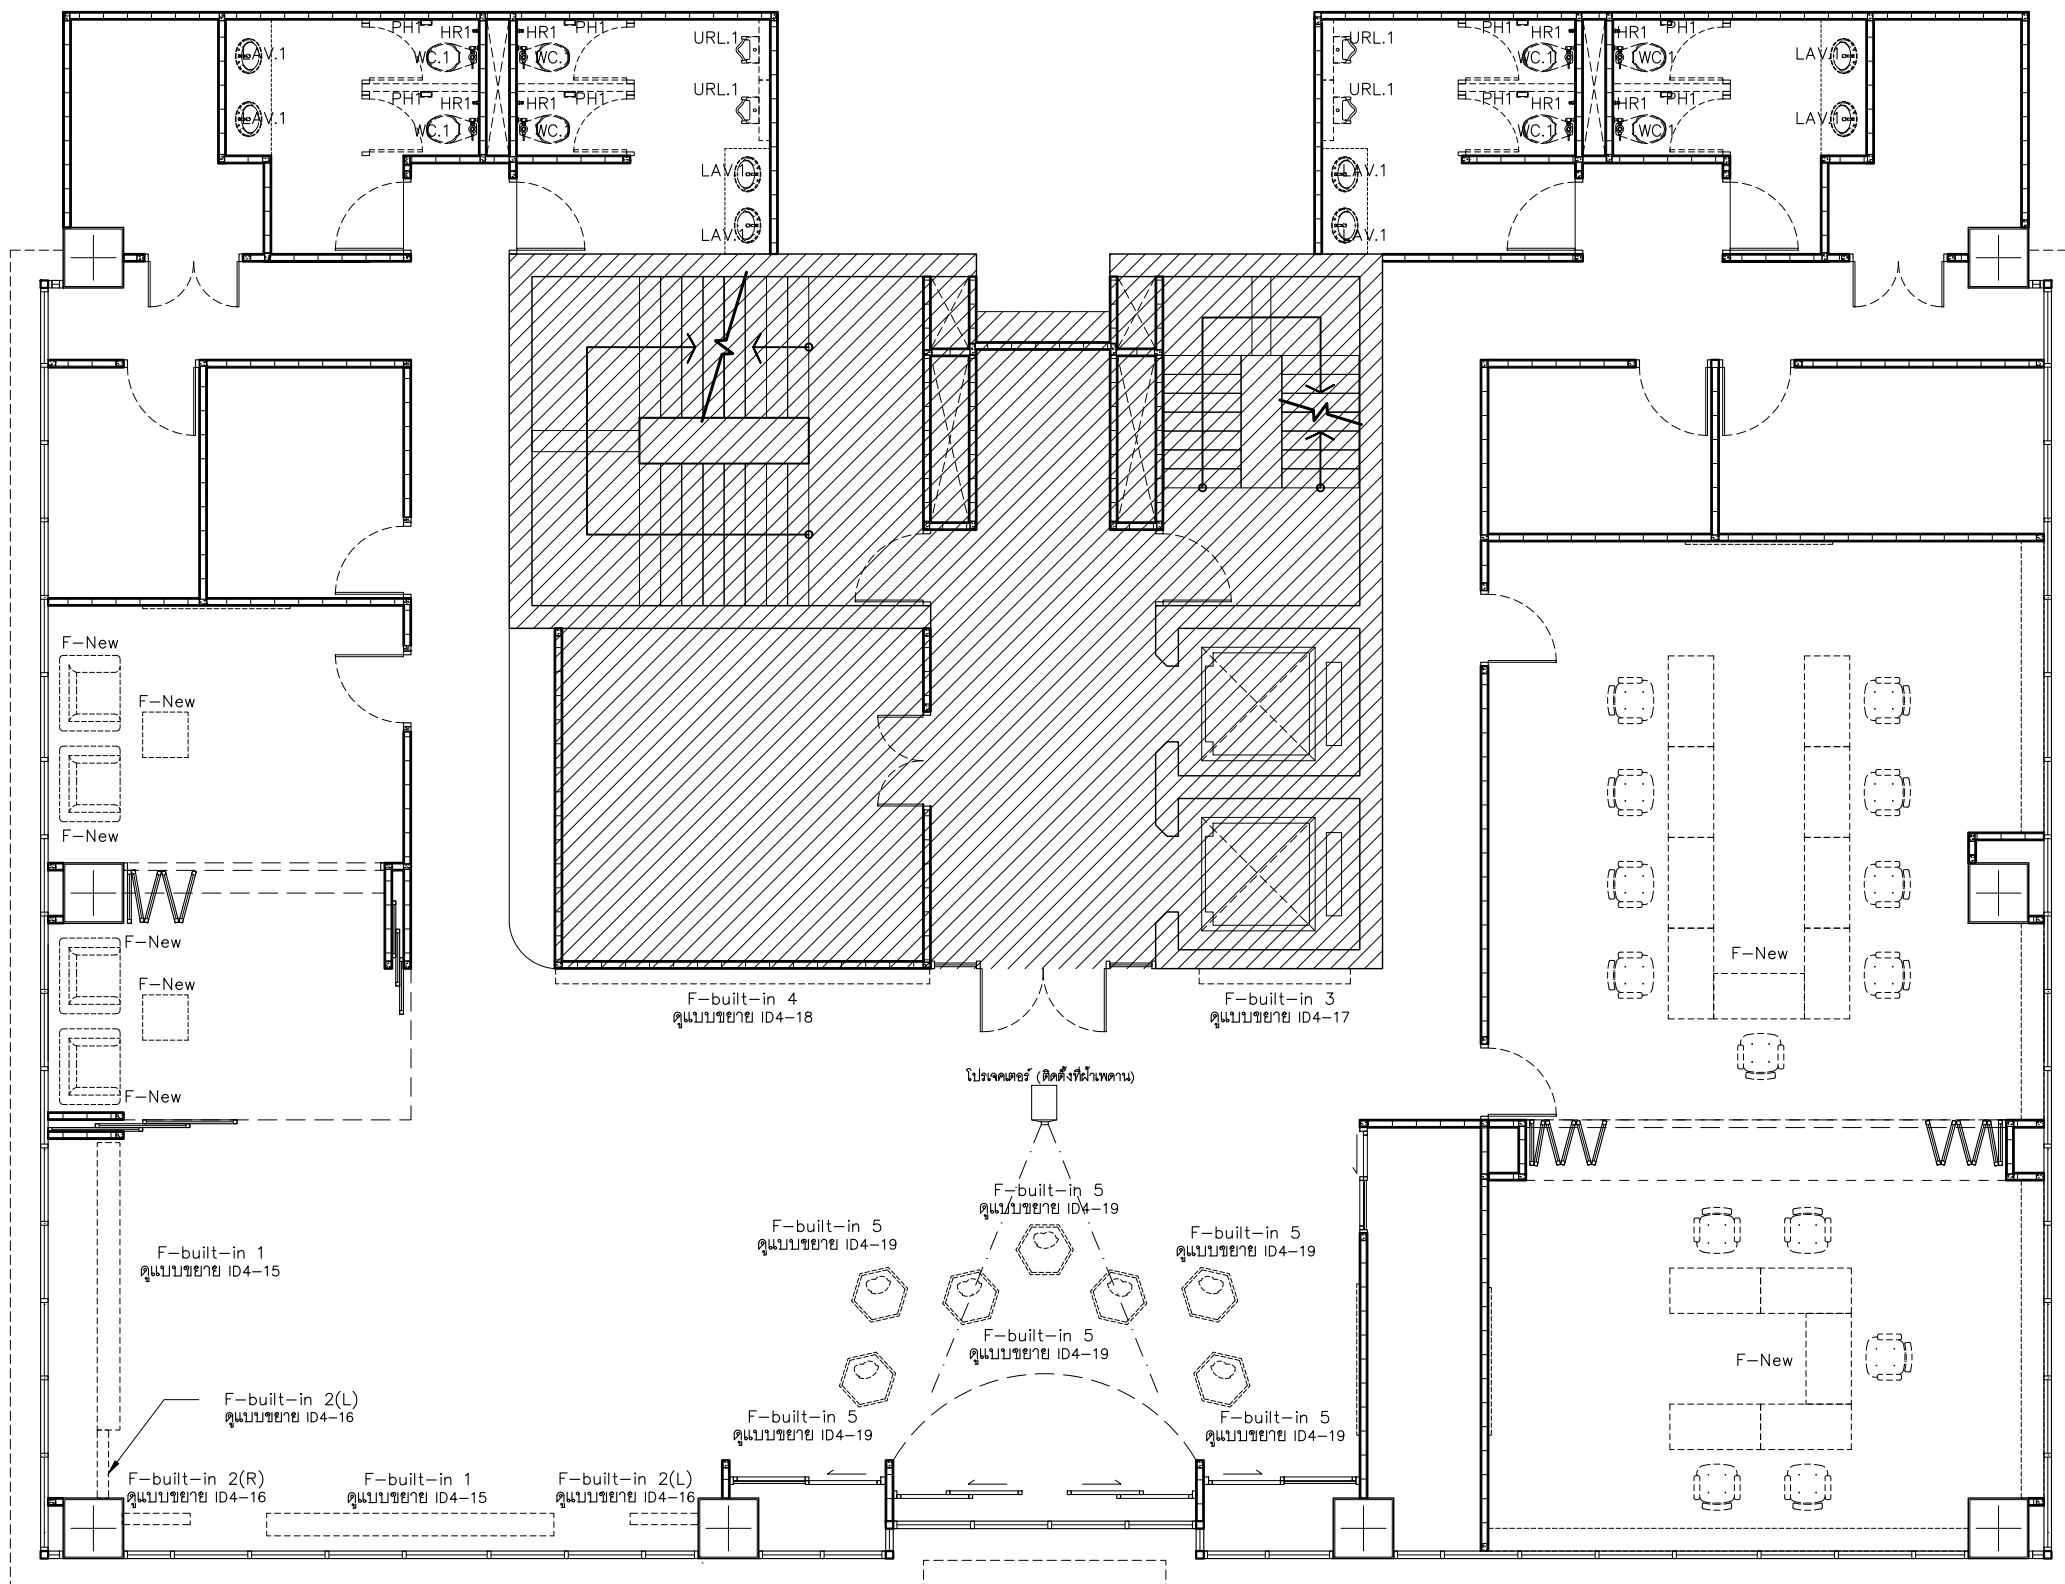 PH1
HR1
PH1
URL.1
URL.1
PH1
HR1
HR1
PH1
LAV.1
WC.1
WC.1
WC.1
WC.1
LAV.1
HR1
URL.1
URL.1
HR1
PH1
HR1
PH1
PH1
HR1
HR1
PH1
LAV.1
WC.1
WC.1
WC.1
WC.1
LAV.1
LAV.1
LAV.1
LAV.1
LAV.1
F-New
F-New
F-New
F-New
F-New
F-New
F-New
F-built-in 4
ดูแบบขยาย ID4-18
F-built-in 3
ดูแบบขยาย ID4-17
โปรเจคเตอร์ (ติดตั้งที่ฝ้าเพดาน)
F-built-in 5
ดูแบบขยาย ID4-19
F-built-in 5
ดูแบบขยาย ID4-19
F-built-in 5
ดูแบบขยาย ID4-19
F-built-in 1
ดูแบบขยาย ID4-15
F-built-in 5
ดูแบบขยาย ID4-19
F-New
F-built-in 2(L)
ดูแบบขยาย ID4-16
F-built-in 5
ดูแบบขยาย ID4-19
F-built-in 5
ดูแบบขยาย ID4-19
F-built-in 2(R)
ดูแบบขยาย ID4-16
F-built-in 1
ดูแบบขยาย ID4-15
F-built-in 2(L)
ดูแบบขยาย ID4-16